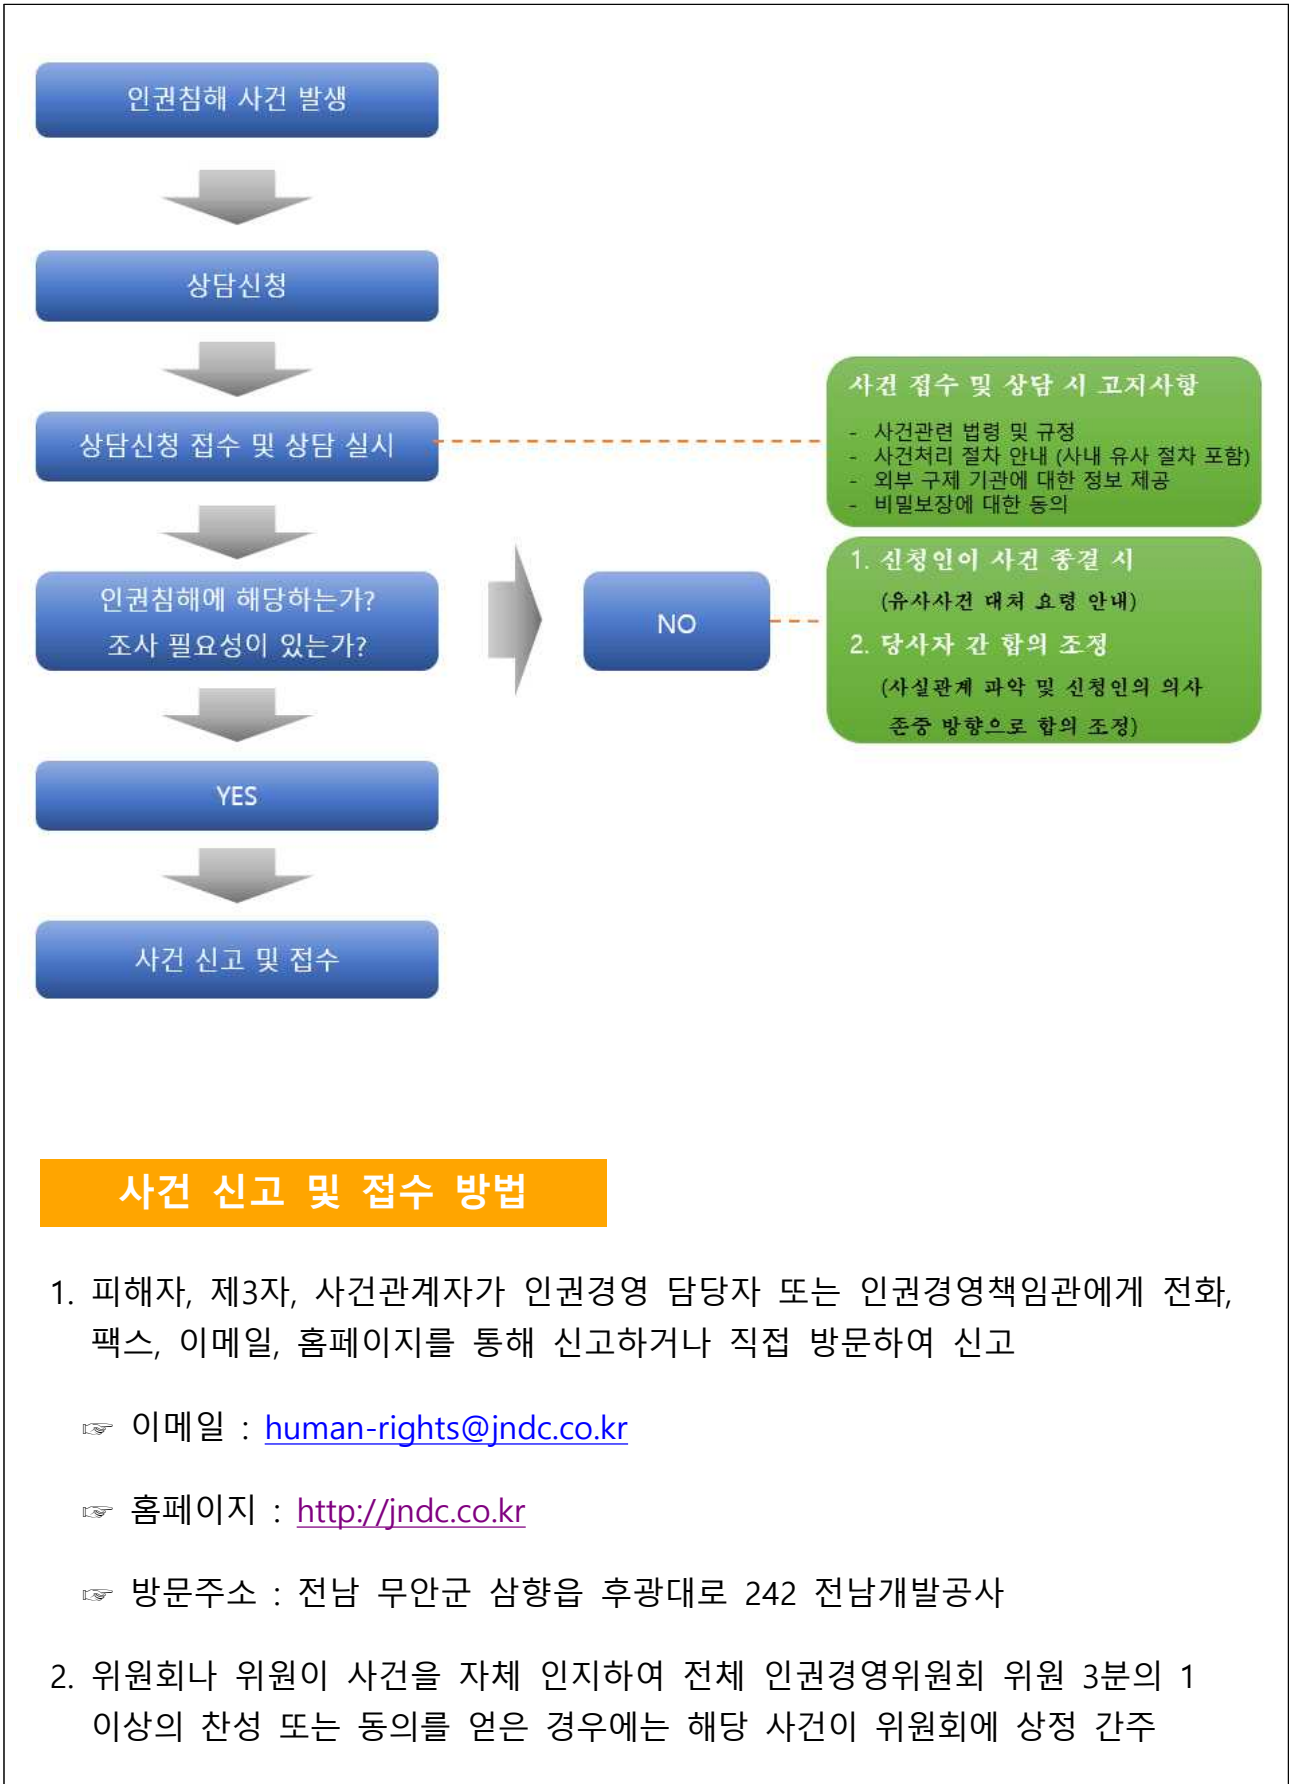 인권침해 사건 발생
상담신청
상담신청 접수 및 상담 실시
사건 접수 및 상담 시 고지사항
- 사건관련 법령 및 규정
- 사건처리 절차 안내 (사내 유사 절차 포함)
- 외부 구제 기관에 대한 정보 제공
- 비밀보장에 대한 동의
인권침해에 해당하는가?
조사 필요성이 있는가?
NO
1. 신청인이 사건 종결 시
(유사사건 대처 요령 안내)
2. 당사자 간 합의 조정
(사실관계 파악 및 신청인의 의사
존중 방향으로 합의 조정)
YES
사건 신고 및 접수
사건 신고 및 접수 방법
1. 피해자, 제3자, 사건관계자가 인권경영 담당자 또는 인권경영책임관에게 전화,
팩스, 이메일, 홈페이지를 통해 신고하거나 직접 방문하여 신고
☞ 이메일 : human-rights@jndc.co.kr
☞ 홈페이지 : http://jndc.co.kr
☞ 방문주소 : 전남 무안군 삼향읍 후광대로 242 전남개발공사
2. 위원회나 위원이 사건을 자체 인지하여 전체 인권경영위원회 위원 3분의 1
이상의 찬성 또는 동의를 얻은 경우에는 해당 사건이 위원회에 상정 간주